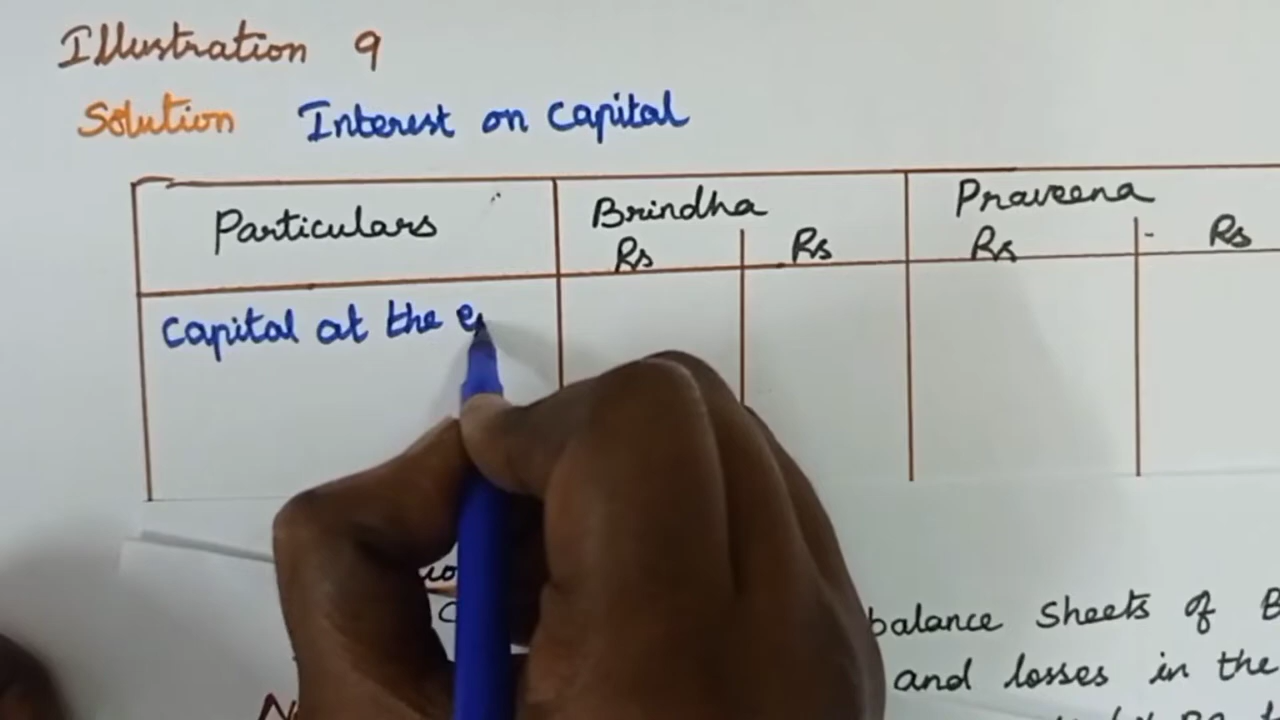 Illustration 9
Solution Interest on Capital
Particulars Brindha Praveena
Rs Rs Rs Rs
Capital at the e
balance Sheets of B
and losses in the